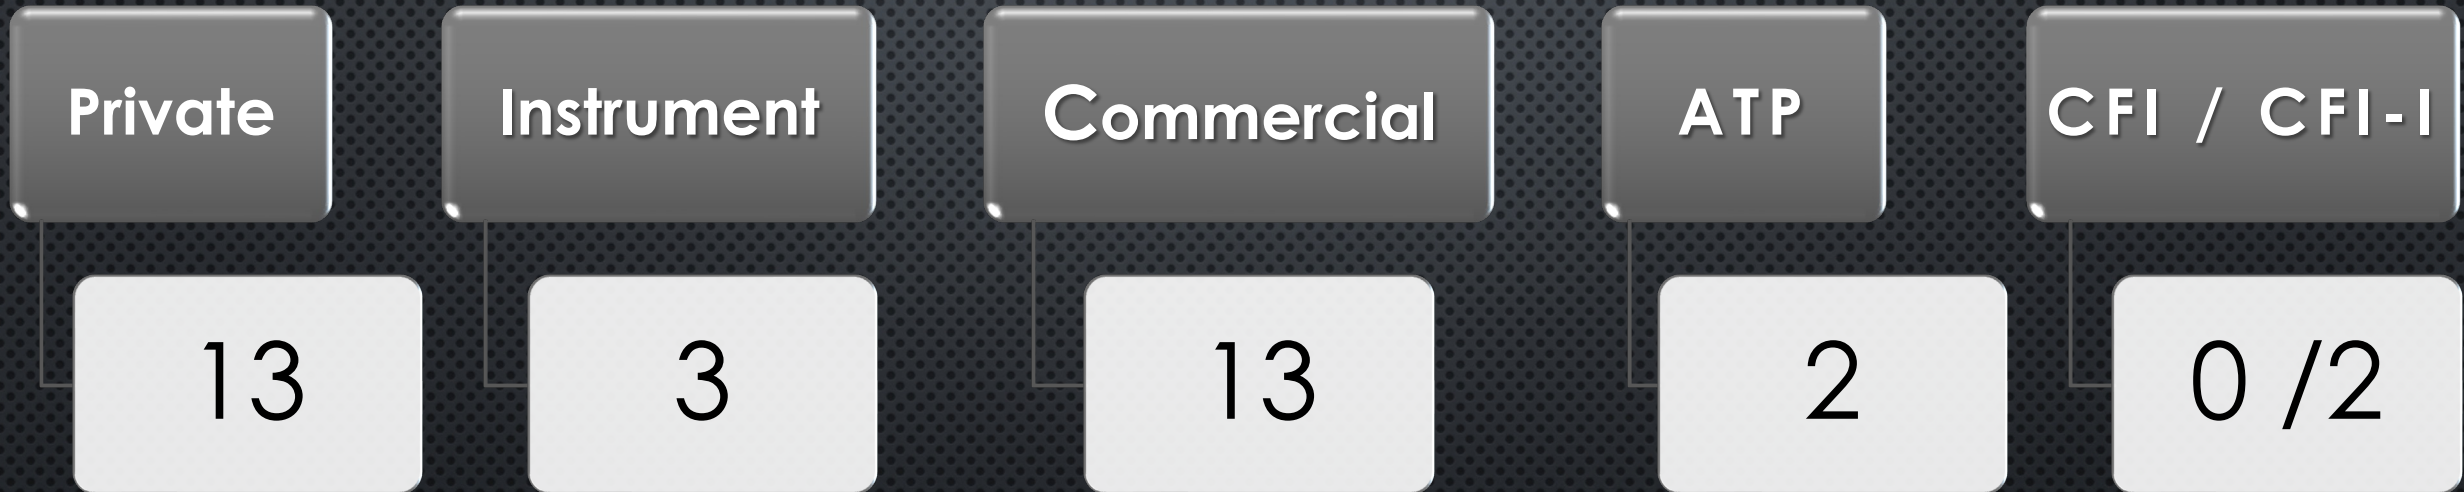 Private
Instrument
Commercial
ATP
CFI / CFI-I
13
3
13
2
0 /2